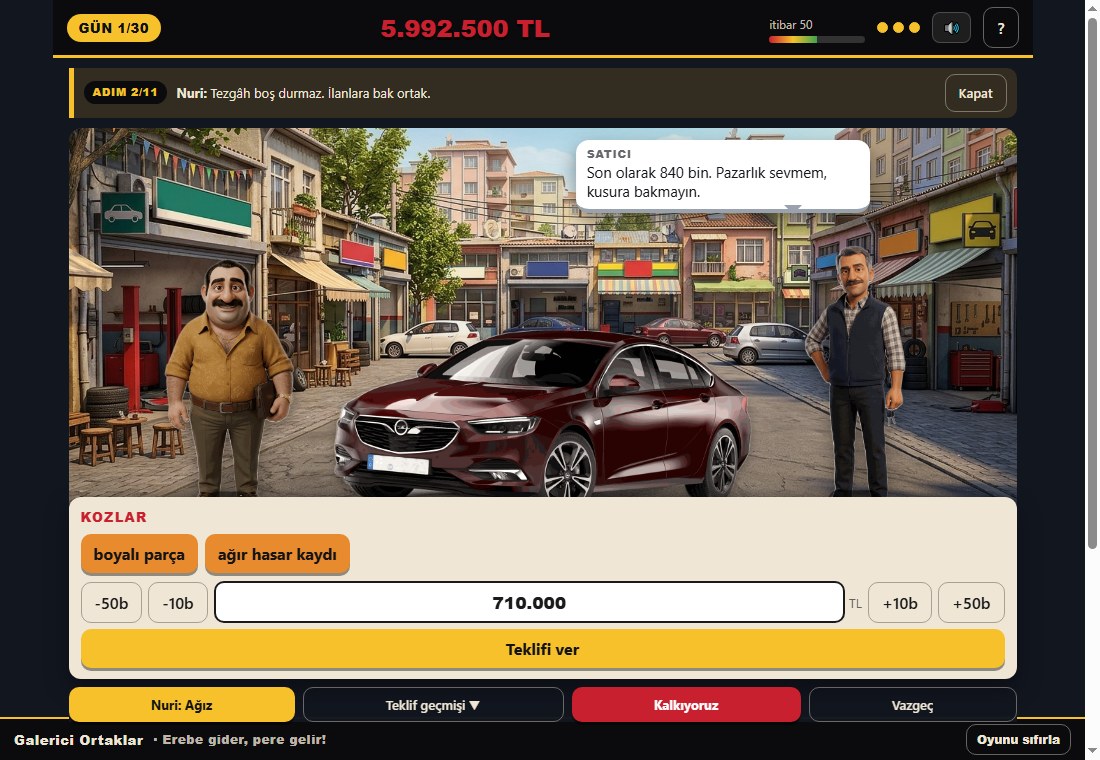 GÜN 1/30
5.992.500 TL
itibar 50
?
ADIM 2/11 Nuri: Tezgâh boş durmaz. İlanlara bak ortak.
Kapat
SATICI
Son olarak 840 bin. Pazarlık sevmem,
kusura bakmayın.
KOZLAR
boyalı parça
ağır hasar kaydı
-50b
-10b
710.000
TL
+10b
+50b
Teklifi ver
Nuri: Ağız
Teklif geçmişi ▼
Kalkıyoruz
Vazgeç
Galerici Ortaklar · Erebe gider, pere gelir!
Oyunu sıfırla